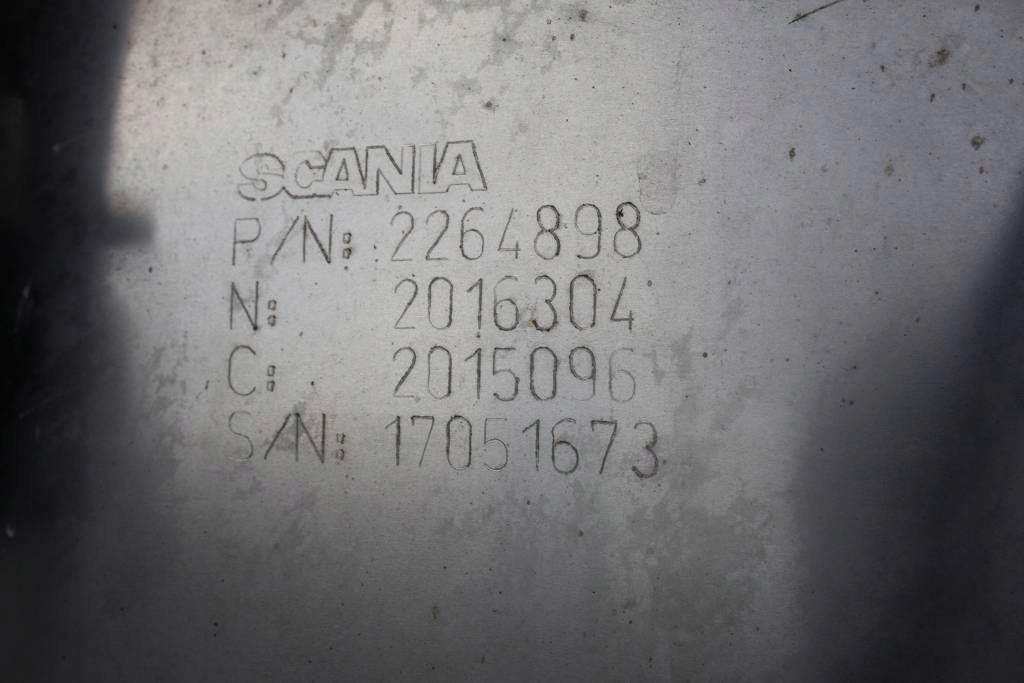 SCANIA
P/N: 2264898
N: 2016304
C: 2015096
S/N: 17051673